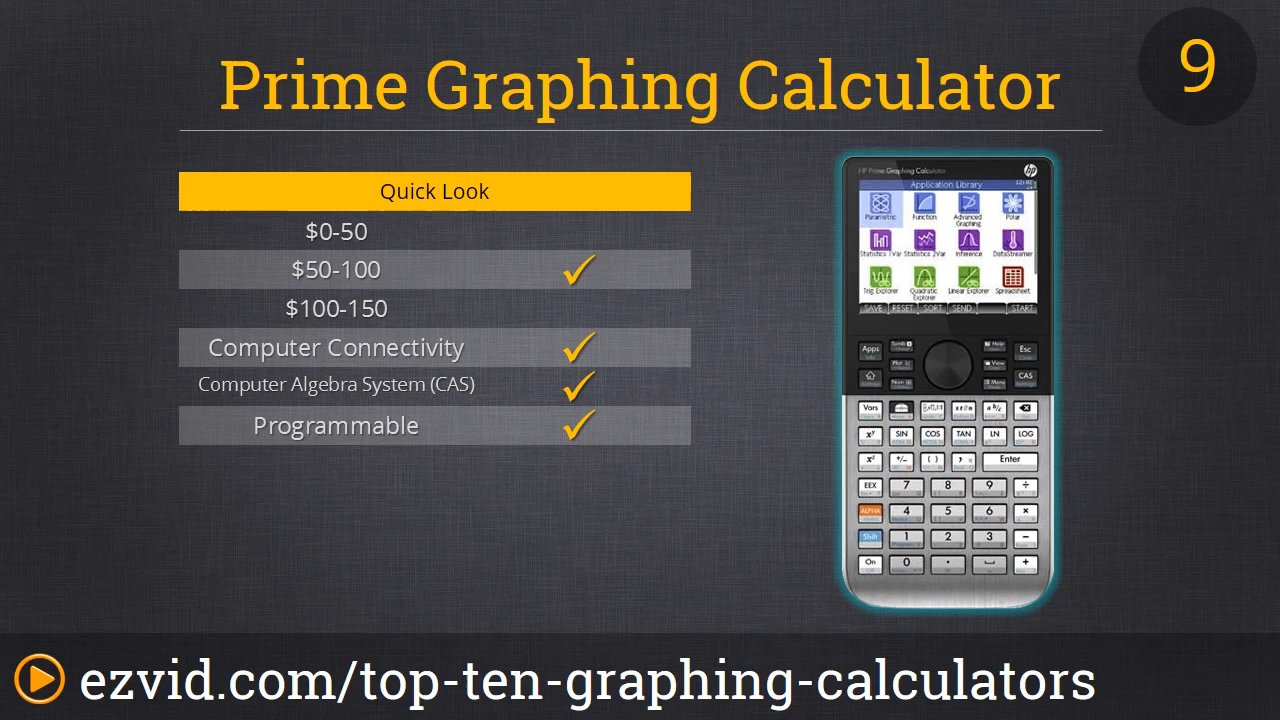 9
Prime Graphing Calculator
Quick Look
$0-50
$50-100
$100-150
Computer Connectivity
Computer Algebra System (CAS)
Programmable
HP Prime Graphing Calculator
hp
Application Library
Parametric Function Advanced Graphing Polar
Statistics 1Var Statistics 2Var Inference DataStreamer
Trig Explorer Quadratic Explorer Linear Explorer Spreadsheet
SAVE RESET SORT SEND START
Apps Symb Help Esc
Plot View
Num Menu CAS
Vars a b/c
SIN COS TAN LN LOG
+/- ( ) Enter
EEX 7 8 9 ÷
ALPHA 4 5 6 ×
Shift 1 2 3 −
On 0 . +
ezvid.com/top-ten-graphing-calculators